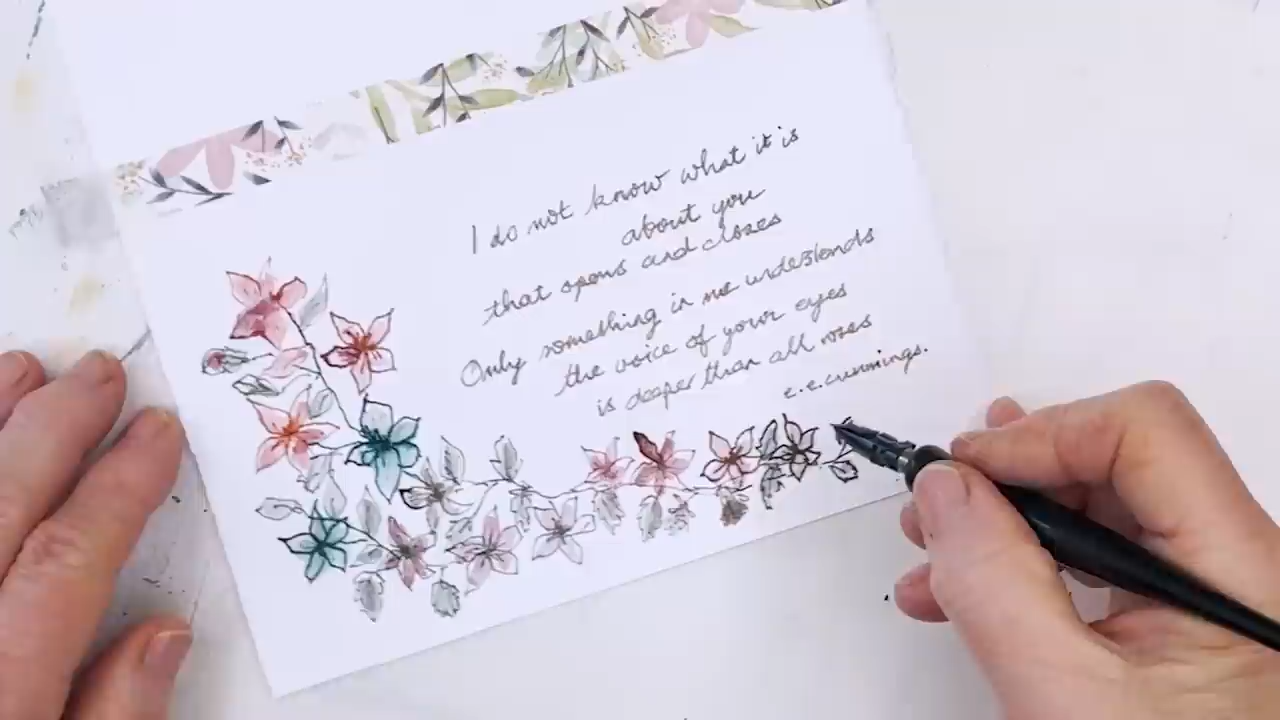 I do not know what it is
about you
that opens and closes
Only something in me understands
the voice of your eyes
is deeper than all roses
e.e.cummings.